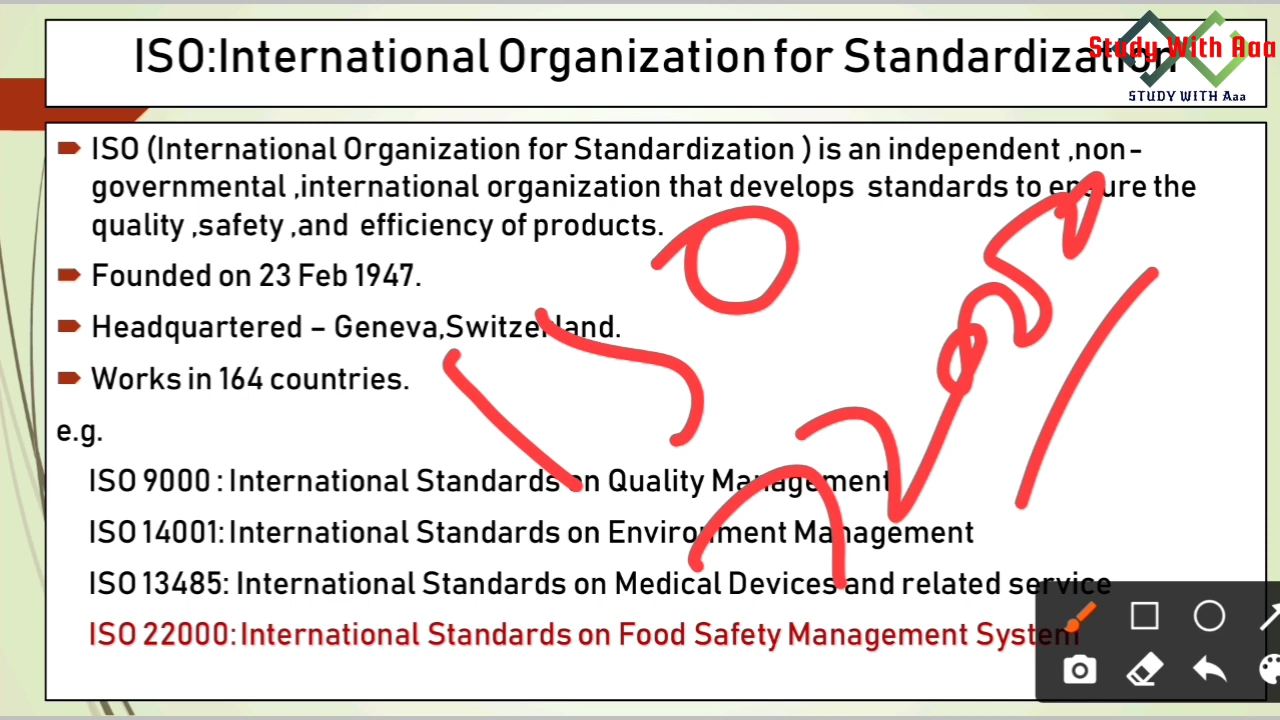 ISO:International Organization for Standardization
Study With Aaa
STUDY WITH Aaa
ISO (International Organization for Standardization ) is an independent ,non-
governmental ,international organization that develops standards to ensure the
quality ,safety ,and efficiency of products.
Founded on 23 Feb 1947.
Headquartered – Geneva,Switzerland.
Works in 164 countries.
e.g.
ISO 9000 : International Standards on Quality Management
ISO 14001: International Standards on Environment Management
ISO 13485: International Standards on Medical Devices and related service
ISO 22000: International Standards on Food Safety Management System